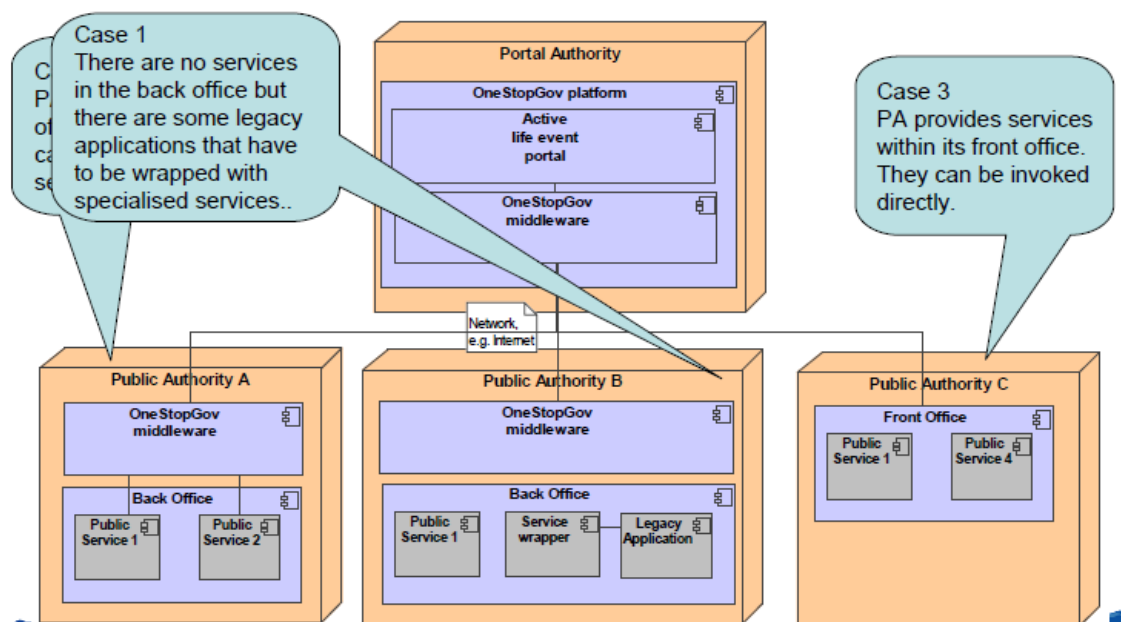 Case 1
There are no services
in the back office but
there are some legacy
applications that have
to be wrapped with
specialised services..
Portal Authority
OneStopGov platform
Active
life event
portal
OneStopGov
middleware
Case 3
PA provides services
within its front office.
They can be invoked
directly.
Network,
e.g. Internet
Public Authority A
OneStopGov
middleware
Back Office
Public
Service 1
Public
Service 2
Public Authority B
OneStopGov
middleware
Back Office
Public
Service 1
Service
wrapper
Legacy
Application
Public Authority C
Front Office
Public
Service 1
Public
Service 4